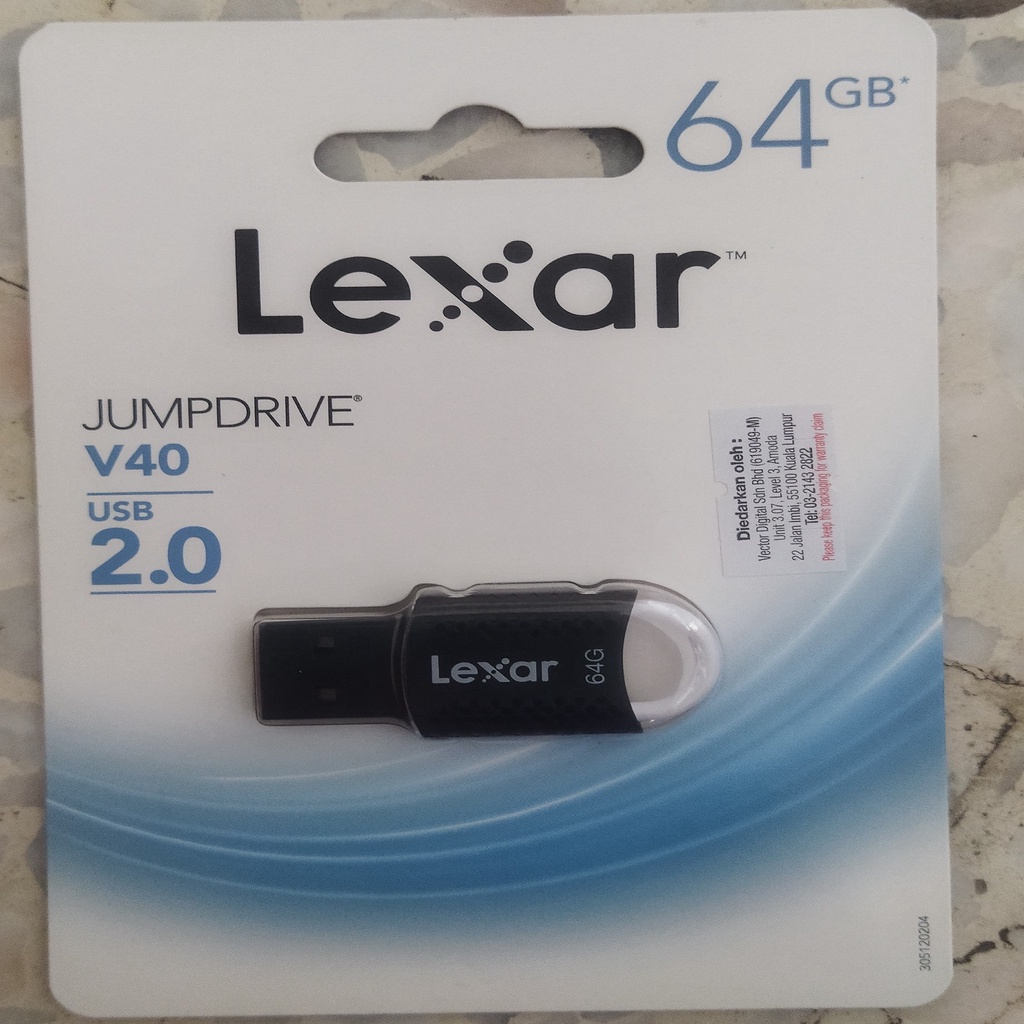 64GB*
Lexar™
JUMPDRIVE®
V40
USB
2.0
Diedarkan oleh :
Vector Digital Sdn Bhd (619049-M)
Unit 3.07, Level 3, Amoda
22 Jalan Imbi, 55100 Kuala Lumpur
Tel: 03-2143 2822
Please keep this packaging for warranty claim
Lexar 64G
305120204